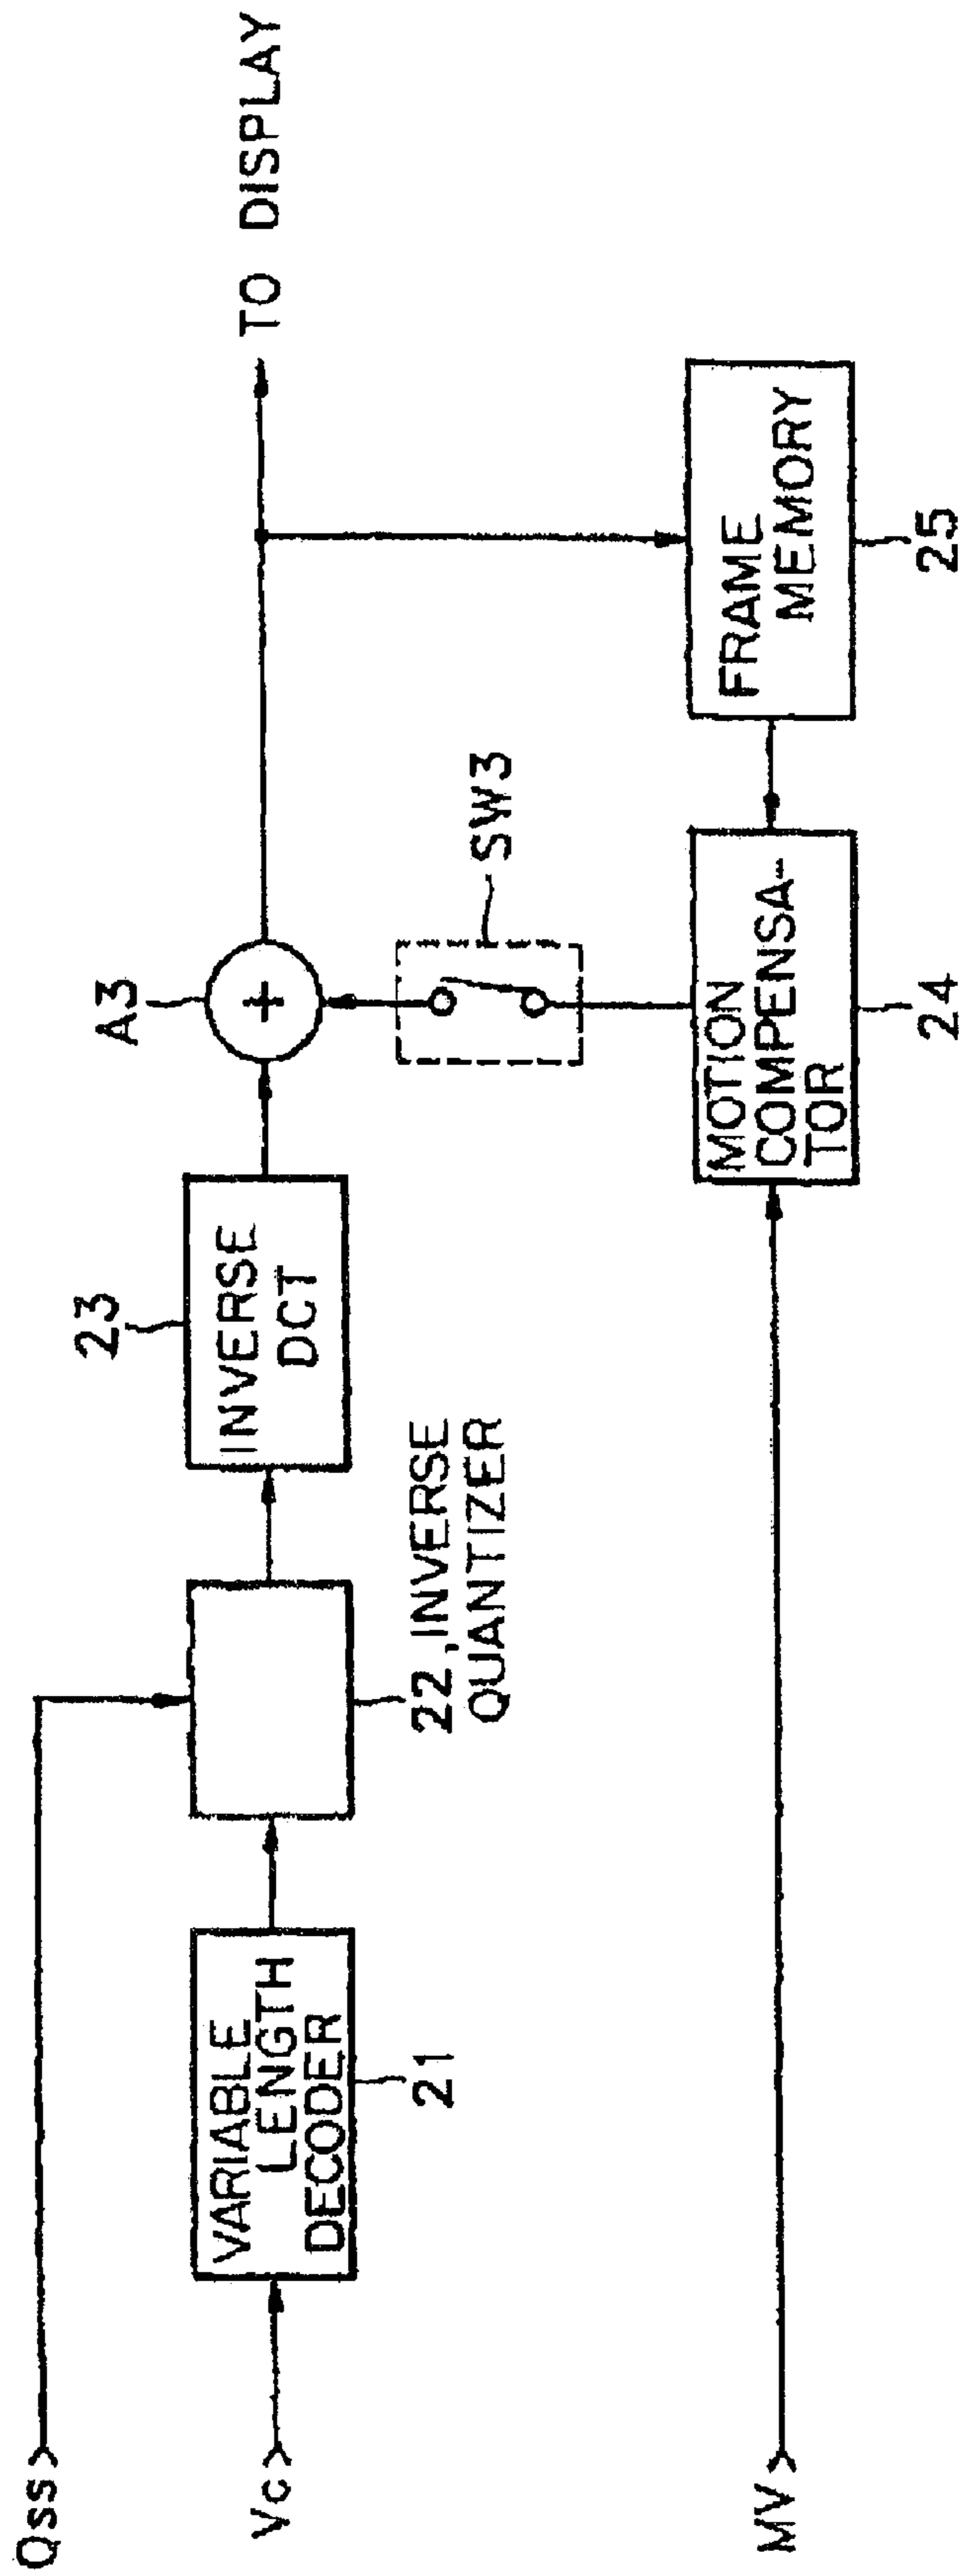 Qss
Vc
MV
VARIABLE
LENGTH
DECODER
21
22, INVERSE
QUANTIZER
23
INVERSE
DCT
A3
+
SW3
TO DISPLAY
MOTION
COMPENSA-
TOR
24
FRAME
MEMORY
25